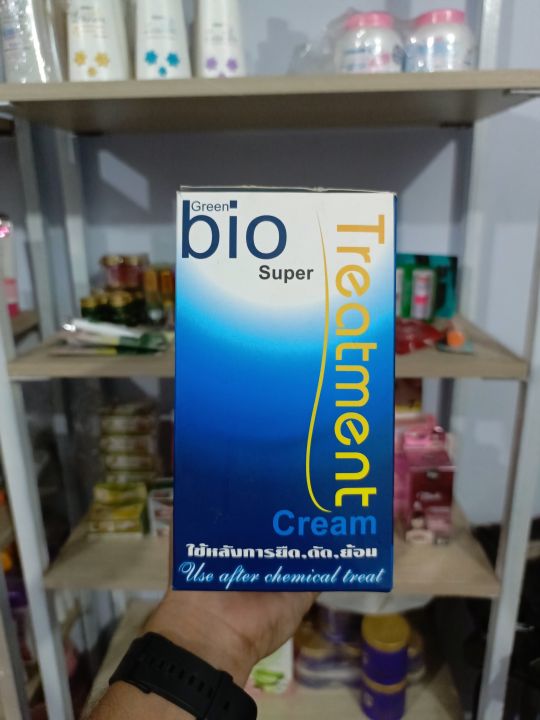 Green
bio
Super
Treatment
Cream
ใช้หลังการยืด,ดัด,ย้อม
Use after chemical treat